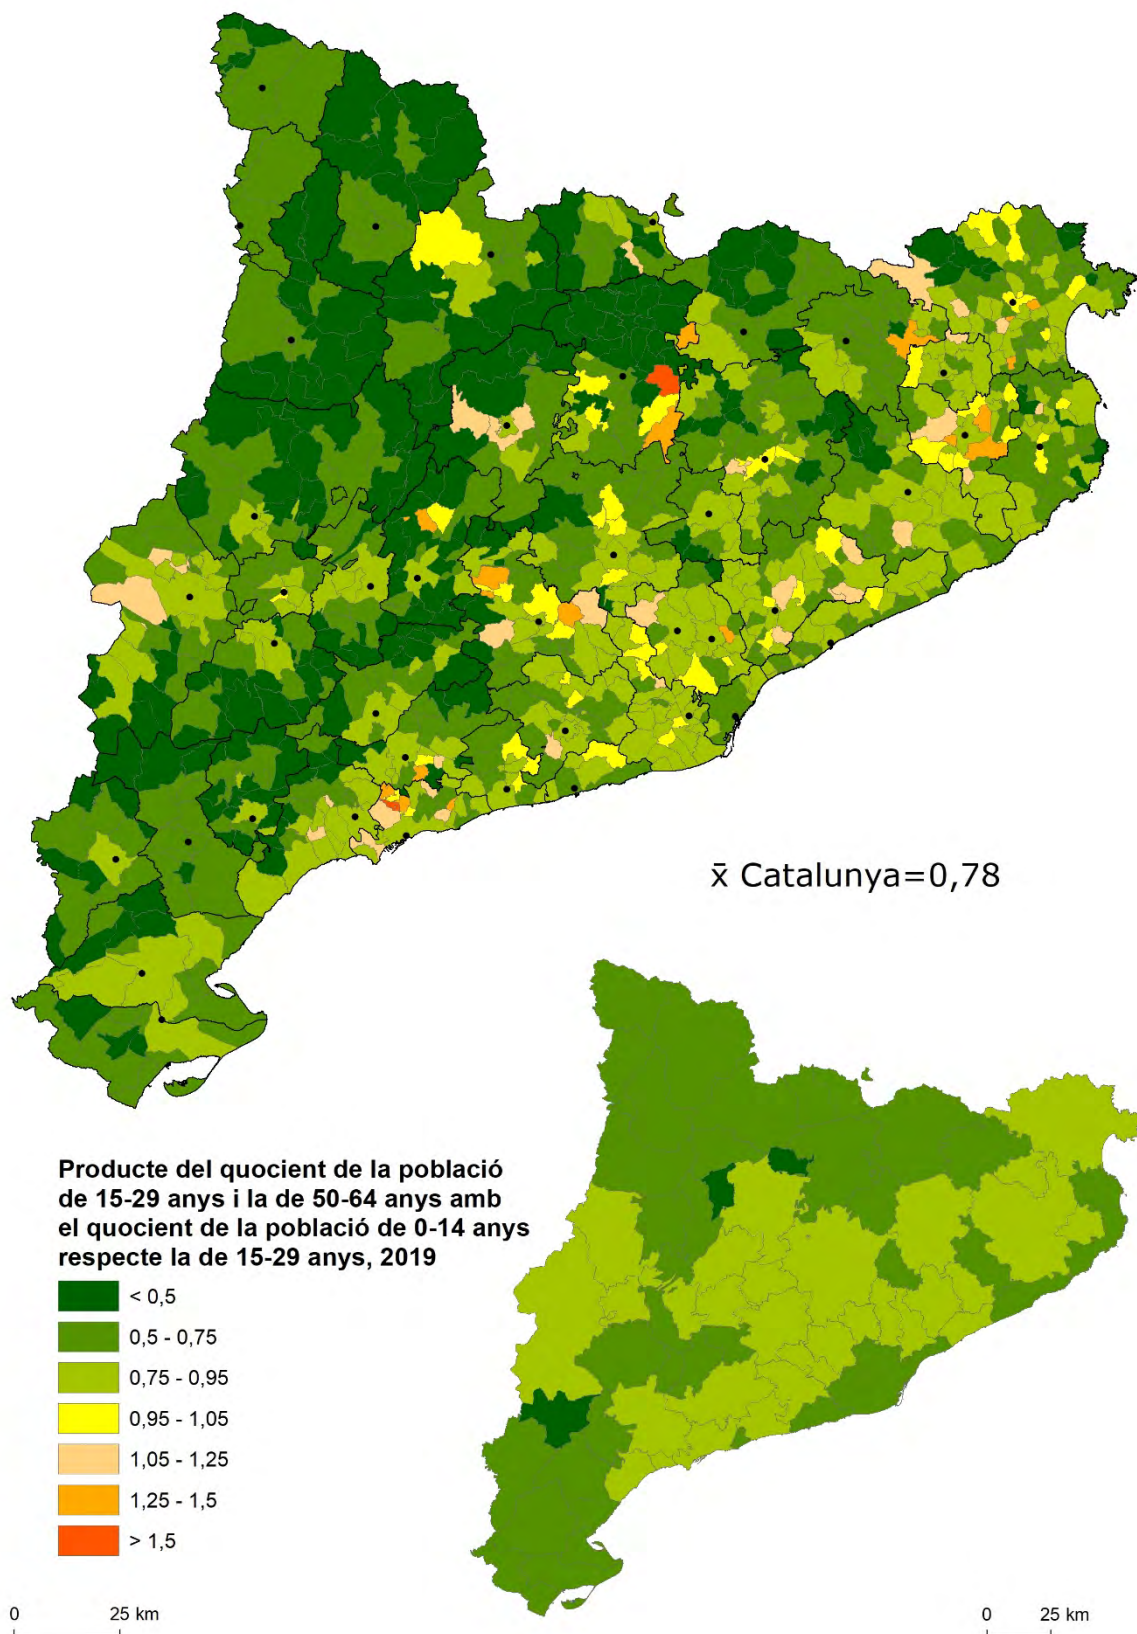 x̄ Catalunya=0,78
Producte del quocient de la població
de 15-29 anys i la de 50-64 anys amb
el quocient de la població de 0-14 anys
respecte la de 15-29 anys, 2019
< 0,5
0,5 - 0,75
0,75 - 0,95
0,95 - 1,05
1,05 - 1,25
1,25 - 1,5
> 1,5
0 25 km
0 25 km